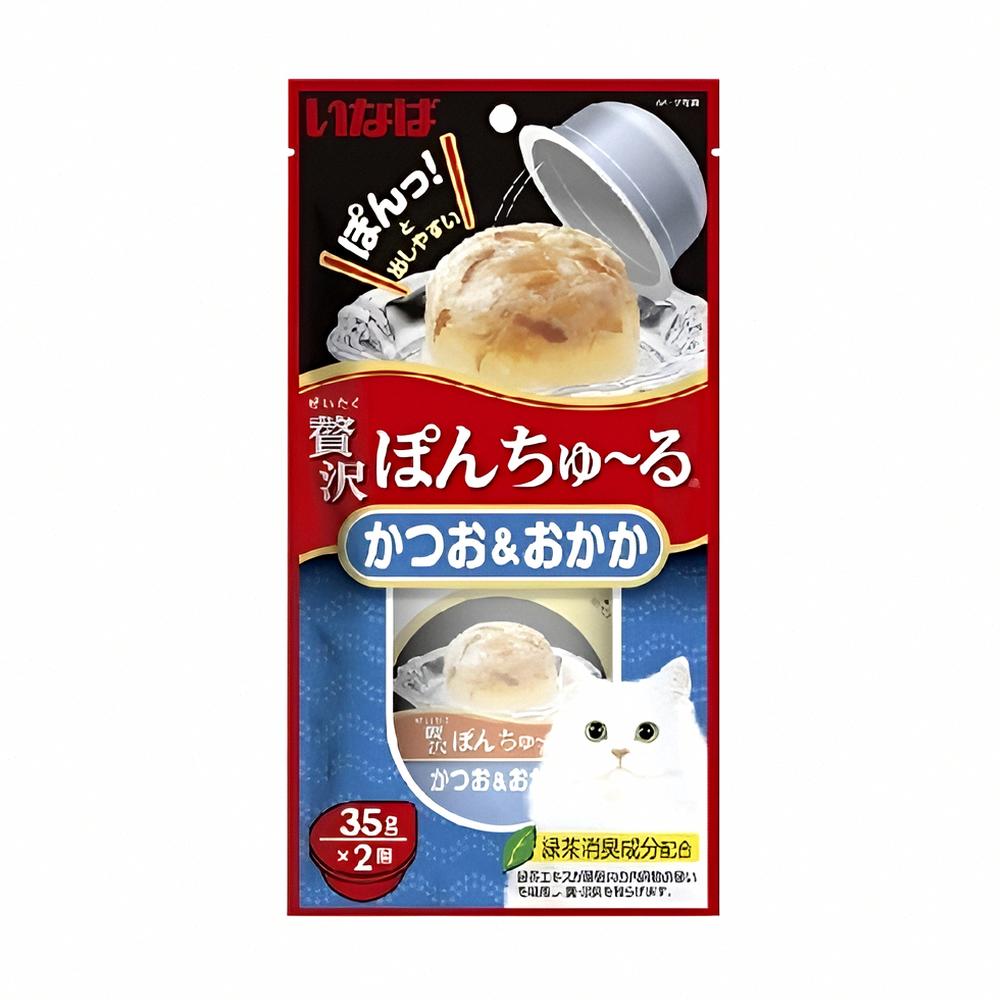 いなば
ぽんっ!
と
出しやすい
ぜいたく
贅沢
ぽんちゅ～る
かつお&おかか
ぽんちゅ～
かつお&お
35g
×2個
緑茶消臭成分配合